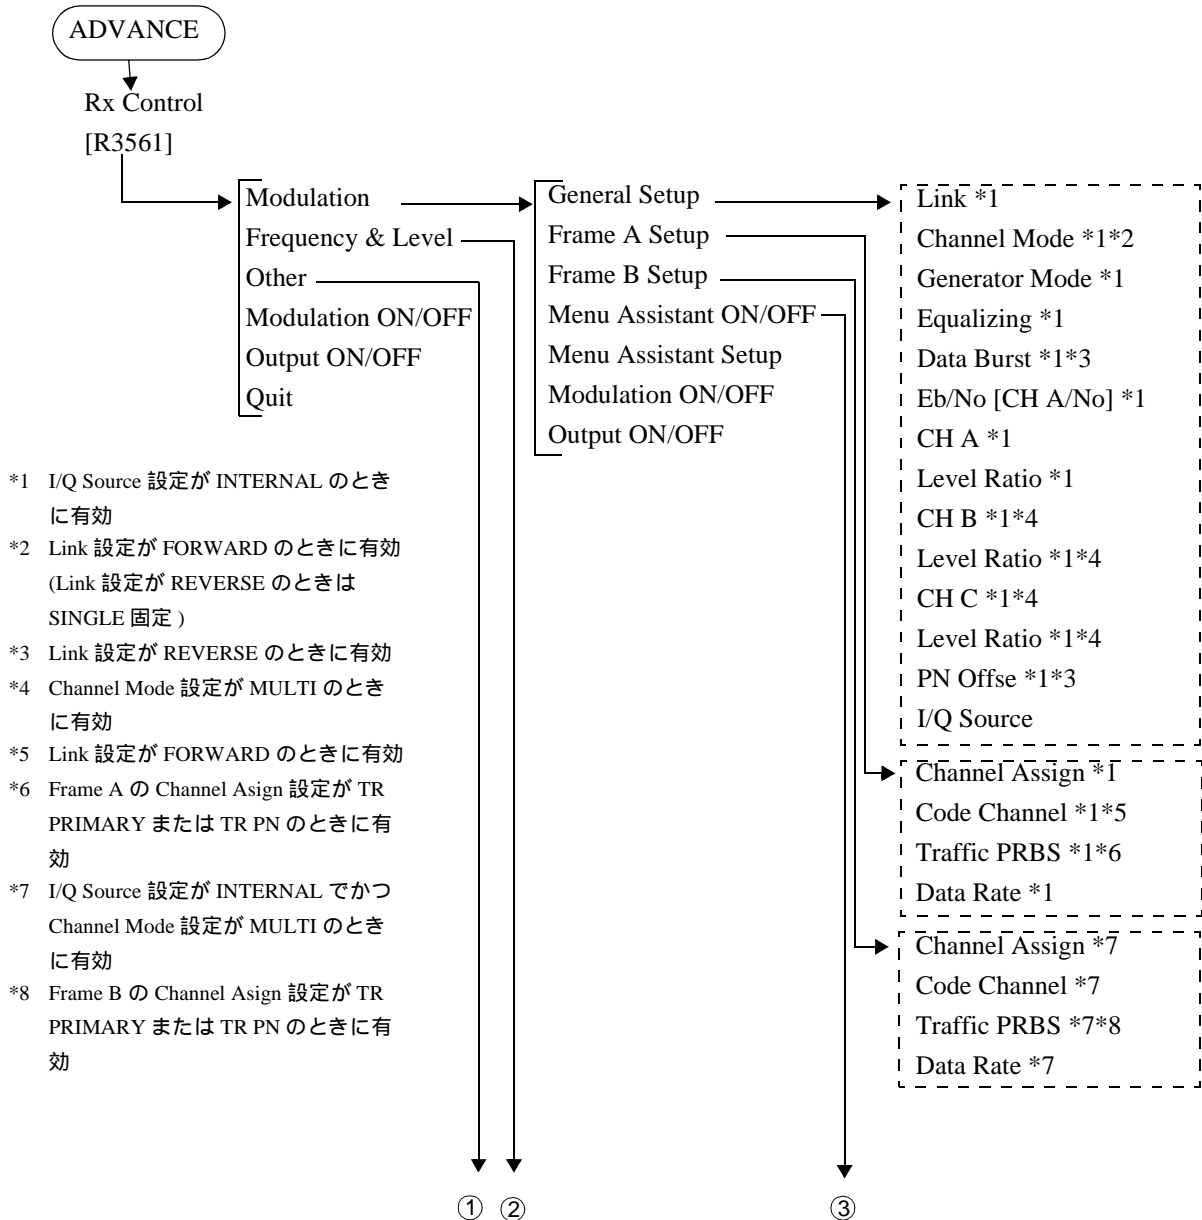 ADVANCE
Rx Control
[R3561]
Modulation
Frequency & Level
Other
Modulation ON/OFF
Output ON/OFF
Quit
General Setup
Frame A Setup
Frame B Setup
Menu Assistant ON/OFF
Menu Assistant Setup
Modulation ON/OFF
Output ON/OFF
Link *1
Channel Mode *1*2
Generator Mode *1
Equalizing *1
Data Burst *1*3
Eb/No [CH A/No] *1
CH A *1
Level Ratio *1
CH B *1*4
Level Ratio *1*4
CH C *1*4
Level Ratio *1*4
PN Offse *1*3
I/Q Source
Channel Assign *1
Code Channel *1*5
Traffic PRBS *1*6
Data Rate *1
Channel Assign *7
Code Channel *7
Traffic PRBS *7*8
Data Rate *7
*1 I/Q Source 設定が INTERNAL のとき
に有効
*2 Link 設定が FORWARD のときに有効
(Link 設定が REVERSE のときは
SINGLE 固定 )
*3 Link 設定が REVERSE のときに有効
*4 Channel Mode 設定が MULTI のとき
に有効
*5 Link 設定が FORWARD のときに有効
*6 Frame A の Channel Asign 設定が TR
PRIMARY または TR PN のときに有
効
*7 I/Q Source 設定が INTERNAL でかつ
Channel Mode 設定が MULTI のとき
に有効
*8 Frame B の Channel Asign 設定が TR
PRIMARY または TR PN のときに有
効
① ② ③